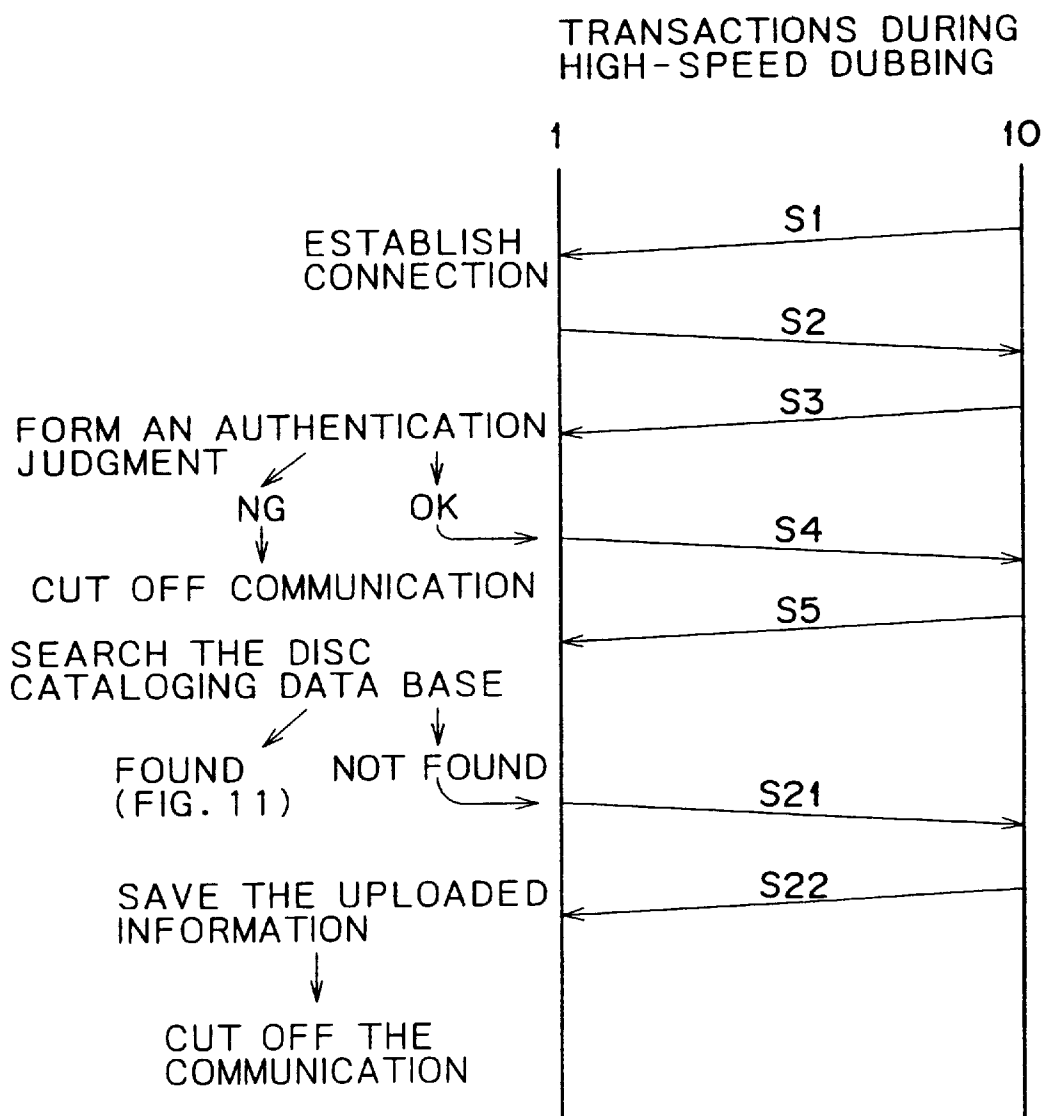 TRANSACTIONS DURING
HIGH-SPEED DUBBING
1 10
S1
ESTABLISH
CONNECTION
S2
S3
FORM AN AUTHENTICATION
JUDGMENT
NG OK
S4
CUT OFF COMMUNICATION
S5
SEARCH THE DISC
CATALOGING DATA BASE
FOUND NOT FOUND
(FIG. 11)
S21
S22
SAVE THE UPLOADED
INFORMATION
CUT OFF THE
COMMUNICATION